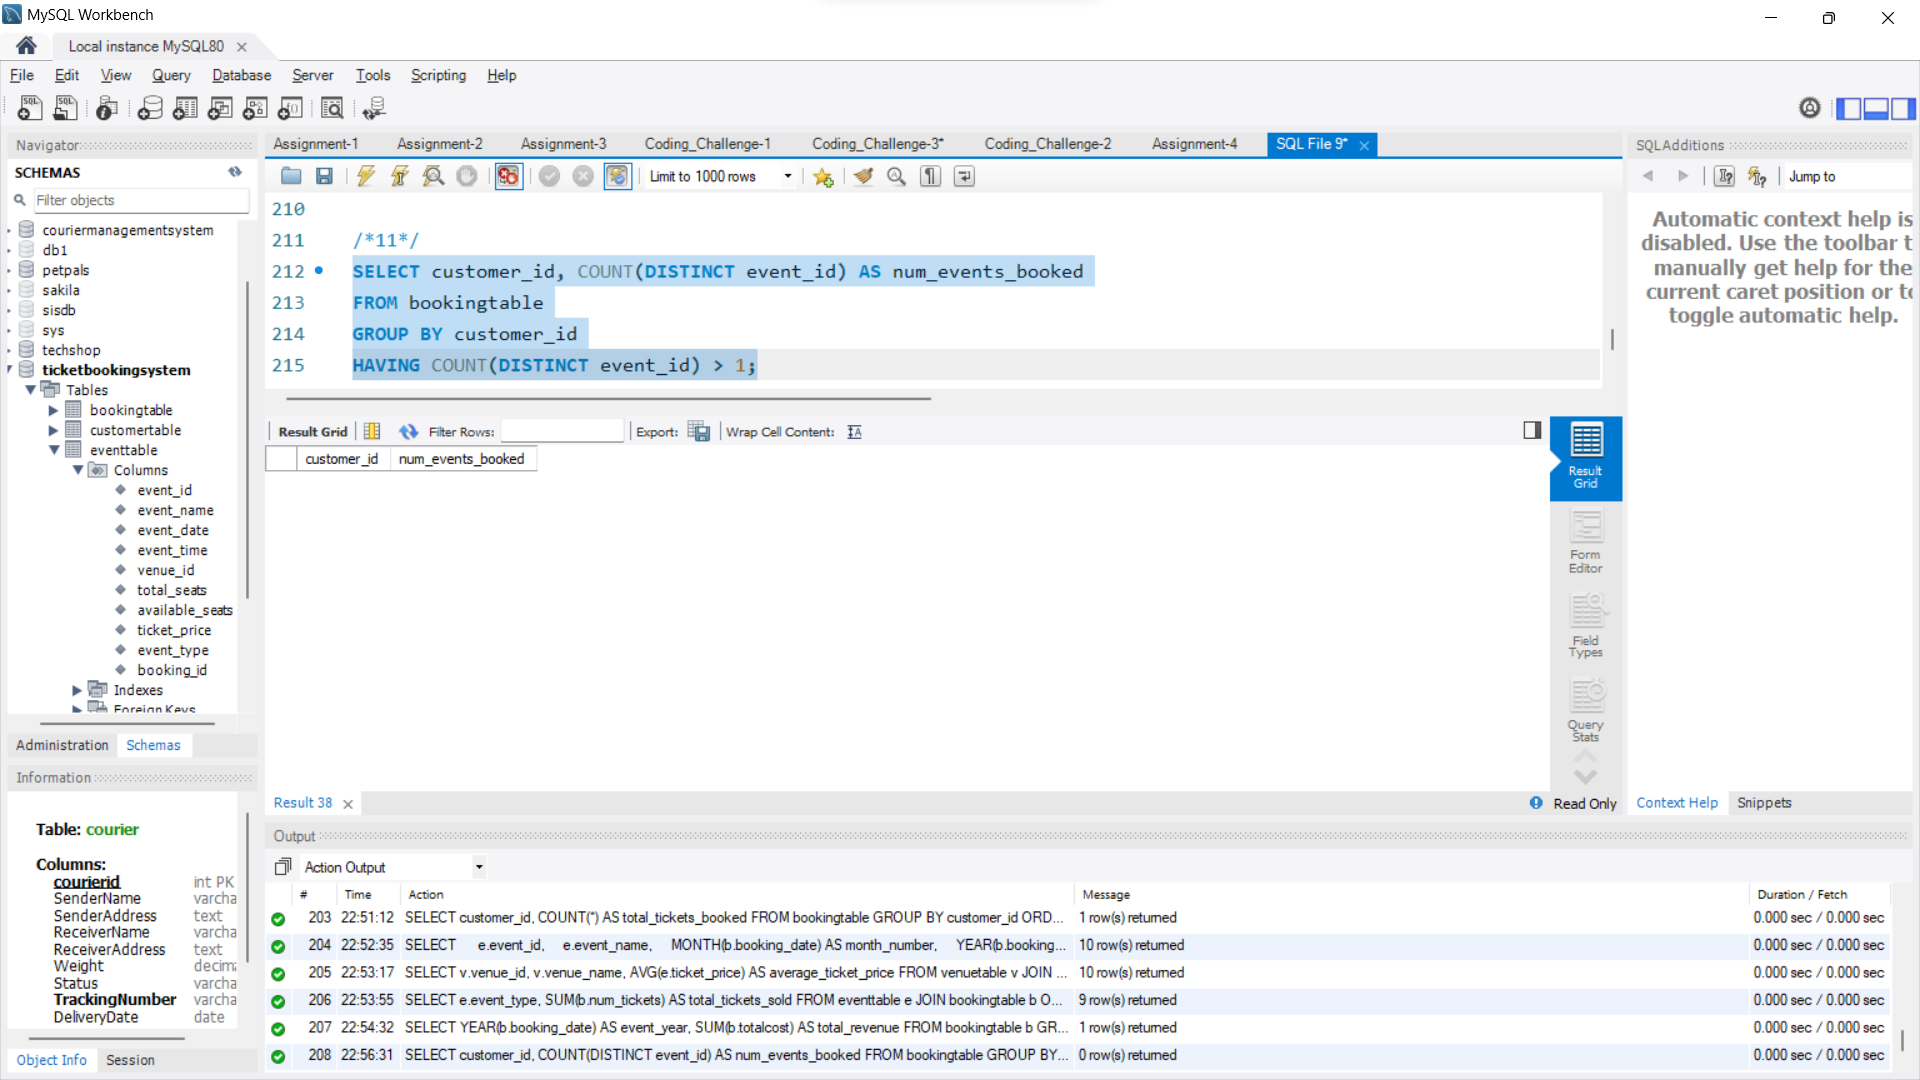 MySQL Workbench
Local instance MySQL80
File Edit View Query Database Server Tools Scripting Help
Navigator
SCHEMAS
Filter objects
couriermanagementsystem
db1
petpals
sakila
sisdb
sys
techshop
ticketbookingsystem
Tables
bookingtable
customertable
eventtable
Columns
event_id
event_name
event_date
event_time
venue_id
total_seats
available_seats
ticket_price
event_type
booking_id
Indexes
Foreign Keys
Administration Schemas
Information
Table: courier
Columns:
courierid int PK
SenderName varcha
SenderAddress text
ReceiverName varcha
ReceiverAddress text
Weight decim
Status varcha
TrackingNumber varcha
DeliveryDate date
Object Info Session
Assignment-1 Assignment-2 Assignment-3 Coding_Challenge-1 Coding_Challenge-3* Coding_Challenge-2 Assignment-4 SQL File 9*
Limit to 1000 rows
210
211 /*11*/
212 SELECT customer_id, COUNT(DISTINCT event_id) AS num_events_booked
213 FROM bookingtable
214 GROUP BY customer_id
215 HAVING COUNT(DISTINCT event_id) > 1;
Result Grid Filter Rows: Export: Wrap Cell Content:
customer_id num_events_booked
Result
Grid
Form
Editor
Field
Types
Query
Stats
Result 38 Read Only
Output
Action Output
# Time Action Message Duration / Fetch
203 22:51:12 SELECT customer_id, COUNT(*) AS total_tickets_booked FROM bookingtable GROUP BY customer_id ORD... 1 row(s) returned 0.000 sec / 0.000 sec
204 22:52:35 SELECT e.event_id, e.event_name, MONTH(b.booking_date) AS month_number, YEAR(b.booking... 10 row(s) returned 0.000 sec / 0.000 sec
205 22:53:17 SELECT v.venue_id, v.venue_name, AVG(e.ticket_price) AS average_ticket_price FROM venuetable v JOIN ... 10 row(s) returned 0.000 sec / 0.000 sec
206 22:53:55 SELECT e.event_type, SUM(b.num_tickets) AS total_tickets_sold FROM eventtable e JOIN bookingtable b O... 9 row(s) returned 0.000 sec / 0.000 sec
207 22:54:32 SELECT YEAR(b.booking_date) AS event_year, SUM(b.totalcost) AS total_revenue FROM bookingtable b GR... 1 row(s) returned 0.000 sec / 0.000 sec
208 22:56:31 SELECT customer_id, COUNT(DISTINCT event_id) AS num_events_booked FROM bookingtable GROUP BY... 0 row(s) returned 0.000 sec / 0.000 sec
SQLAdditions
Jump to
Automatic context help is
disabled. Use the toolbar t
manually get help for the
current caret position or to
toggle automatic help.
Context Help Snippets